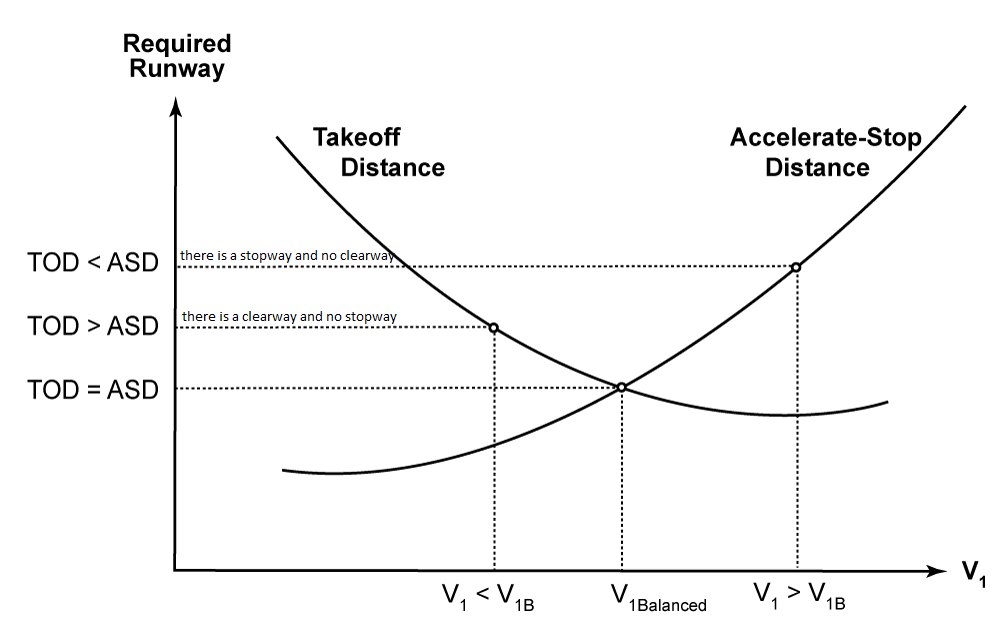 Required
Runway
Takeoff
Distance
Accelerate-Stop
Distance
TOD < ASD
there is a stopway and no clearway
TOD > ASD
there is a clearway and no stopway
TOD = ASD
V1
V1 < V1B
V1Balanced
V1 > V1B